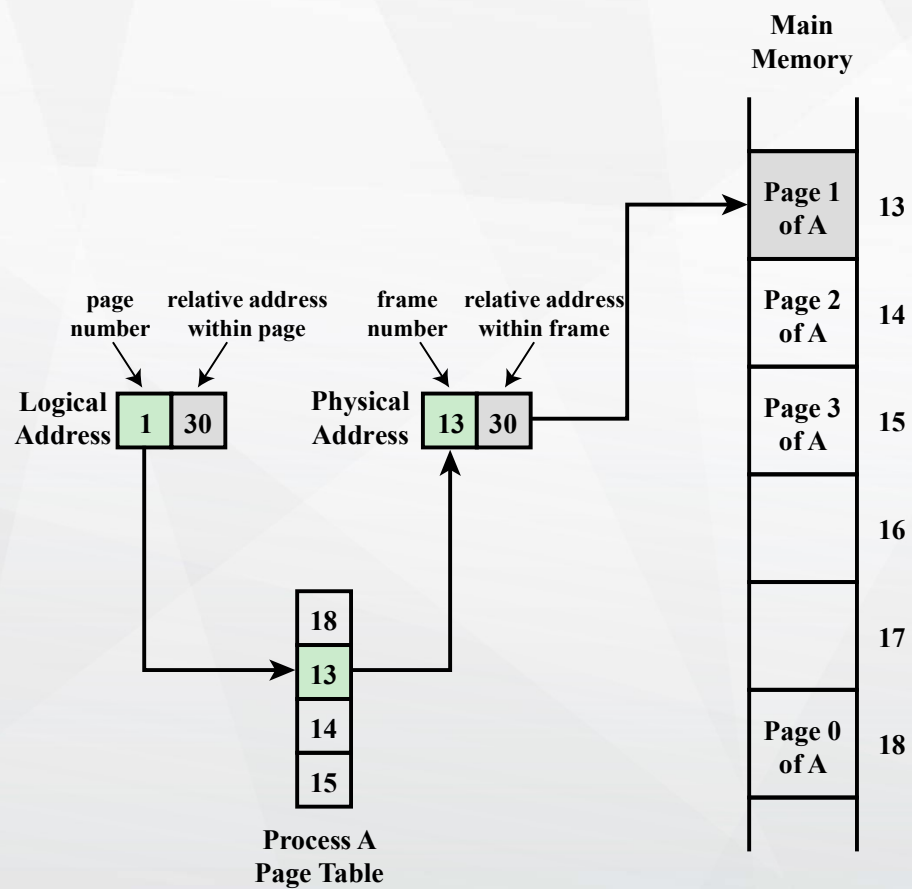 Main
Memory
Page 1
of A
13
Page 2
of A
14
Page 3
of A
15
16
17
Page 0
of A
18
page
number
relative address
within page
frame
number
relative address
within frame
Logical
Address
1
30
Physical
Address
13
30
18
13
14
15
Process A
Page Table